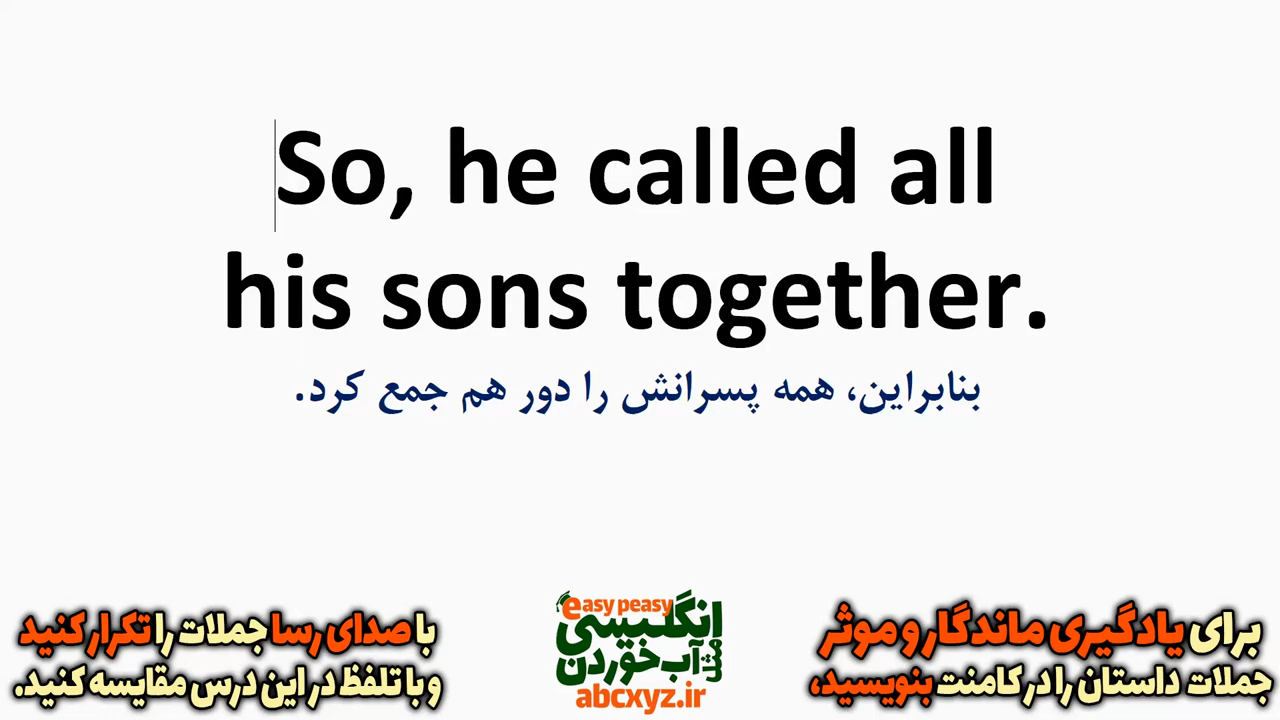 So, he called all
his sons together.
بنابراین، همه پسرانش را دور هم جمع کرد.
برای یادگیری ماندگار و موثر
جملات داستان را در کامنت بنویسید،
با صدای رسا جملات را تکرار کنید
و با تلفظ در این درس مقایسه کنید.
easy peasy
انگلیسی
مثل آب خوردن
abcxyz.ir